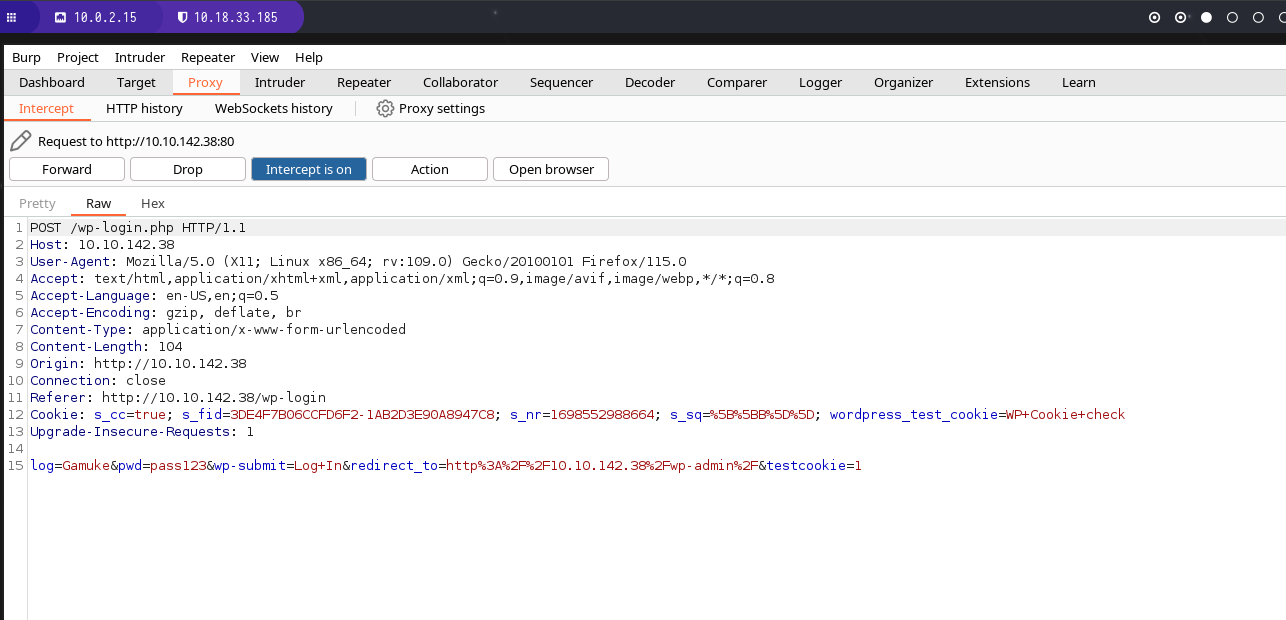 10.0.2.15 10.18.33.185
Burp Project Intruder Repeater View Help
Dashboard Target Proxy Intruder Repeater Collaborator Sequencer Decoder Comparer Logger Organizer Extensions Learn
Intercept HTTP history WebSockets history Proxy settings
Request to http://10.10.142.38:80
Forward Drop Intercept is on Action Open browser
Pretty Raw Hex
1 POST /wp-login.php HTTP/1.1
2 Host: 10.10.142.38
3 User-Agent: Mozilla/5.0 (X11; Linux x86_64; rv:109.0) Gecko/20100101 Firefox/115.0
4 Accept: text/html,application/xhtml+xml,application/xml;q=0.9,image/avif,image/webp,*/*;q=0.8
5 Accept-Language: en-US,en;q=0.5
6 Accept-Encoding: gzip, deflate, br
7 Content-Type: application/x-www-form-urlencoded
8 Content-Length: 104
9 Origin: http://10.10.142.38
10 Connection: close
11 Referer: http://10.10.142.38/wp-login
12 Cookie: s_cc=true; s_fid=3DE4F7B06CCFD6F2-1AB2D3E90A8947C8; s_nr=1698552988664; s_sq=%5B%5BB%5D%5D; wordpress_test_cookie=WP+Cookie+check
13 Upgrade-Insecure-Requests: 1
14
15 log=Gamuke&pwd=pass123&wp-submit=Log+In&redirect_to=http%3A%2F%2F10.10.142.38%2Fwp-admin%2F&testcookie=1